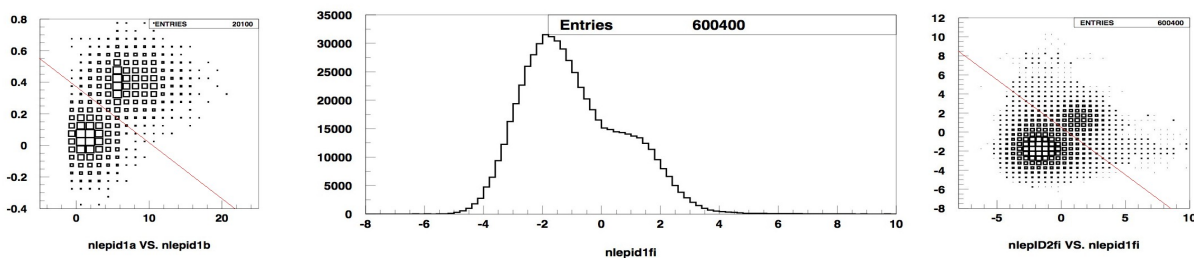 *ENTRIES 20100
0.8
0.6
0.4
0.2
0
-0.2
-0.4
0 10 20
nlepid1a VS. nlepid1b
Entries 600400
35000
30000
25000
20000
15000
10000
5000
0
-8 -6 -4 -2 0 2 4 6 8 10
nlepid1fi
ENTRIES 600400
12
10
8
6
4
2
0
-2
-4
-6
-8
-5 0 5 10
nlepID2fi VS. nlepid1fi